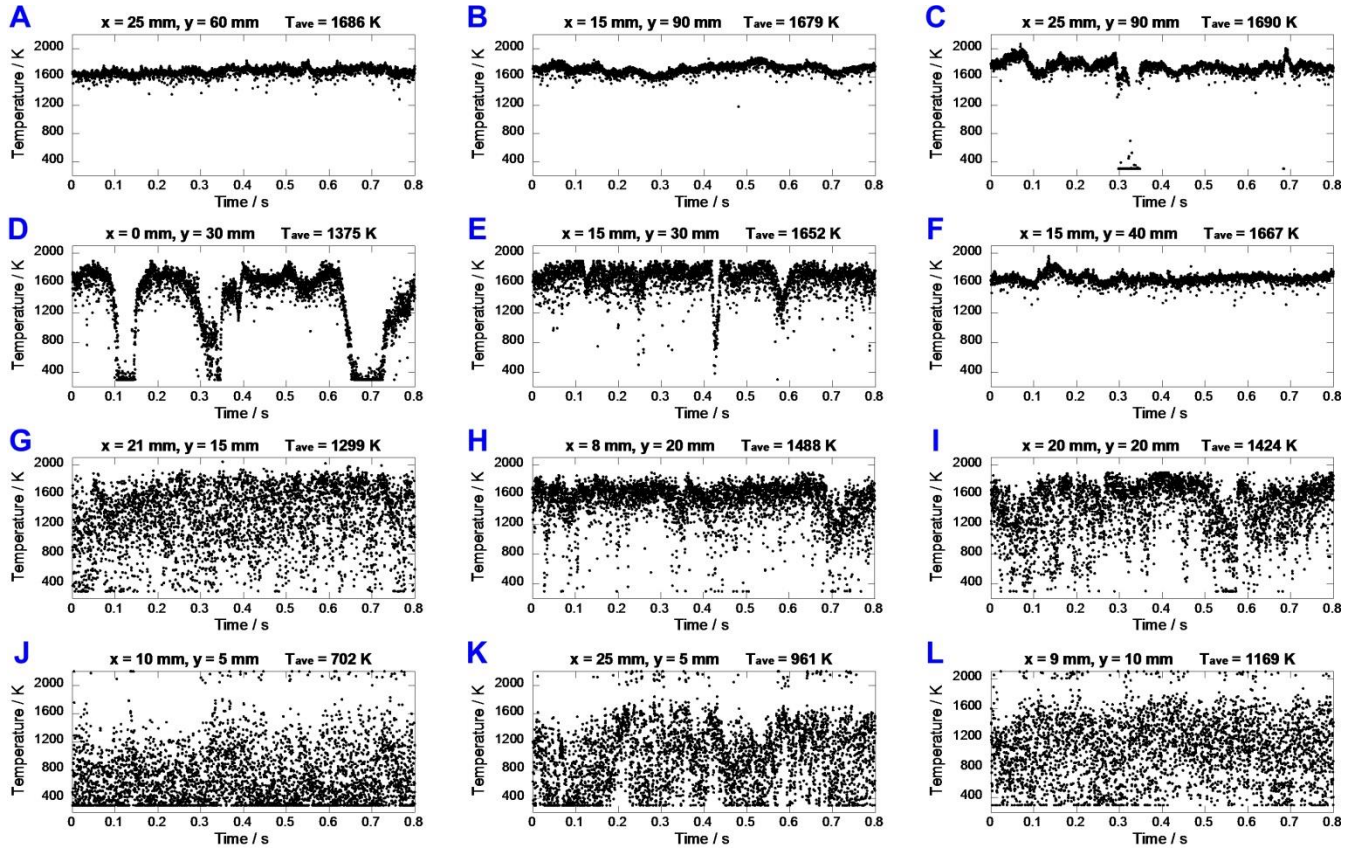 A x = 25 mm, y = 60 mm Tave = 1686 K
2000
1600
1200
800
400
Temperature / K
0 0.1 0.2 0.3 0.4 0.5 0.6 0.7 0.8
Time / s
B x = 15 mm, y = 90 mm Tave = 1679 K
2000
1600
1200
800
400
Temperature / K
0 0.1 0.2 0.3 0.4 0.5 0.6 0.7 0.8
Time / s
C x = 25 mm, y = 90 mm Tave = 1690 K
2000
1600
1200
800
400
Temperature / K
0 0.1 0.2 0.3 0.4 0.5 0.6 0.7 0.8
Time / s
D x = 0 mm, y = 30 mm Tave = 1375 K
2000
1600
1200
800
400
Temperature / K
0 0.1 0.2 0.3 0.4 0.5 0.6 0.7 0.8
Time / s
E x = 15 mm, y = 30 mm Tave = 1652 K
2000
1600
1200
800
400
Temperature / K
0 0.1 0.2 0.3 0.4 0.5 0.6 0.7 0.8
Time / s
F x = 15 mm, y = 40 mm Tave = 1667 K
2000
1600
1200
800
400
Temperature / K
0 0.1 0.2 0.3 0.4 0.5 0.6 0.7 0.8
Time / s
G x = 21 mm, y = 15 mm Tave = 1299 K
2000
1600
1200
800
400
Temperature / K
0 0.1 0.2 0.3 0.4 0.5 0.6 0.7 0.8
Time / s
H x = 8 mm, y = 20 mm Tave = 1488 K
2000
1600
1200
800
400
Temperature / K
0 0.1 0.2 0.3 0.4 0.5 0.6 0.7 0.8
Time / s
I x = 20 mm, y = 20 mm Tave = 1424 K
2000
1600
1200
800
400
Temperature / K
0 0.1 0.2 0.3 0.4 0.5 0.6 0.7 0.8
Time / s
J x = 10 mm, y = 5 mm Tave = 702 K
2000
1600
1200
800
400
Temperature / K
0 0.1 0.2 0.3 0.4 0.5 0.6 0.7 0.8
Time / s
K x = 25 mm, y = 5 mm Tave = 961 K
2000
1600
1200
800
400
Temperature / K
0 0.1 0.2 0.3 0.4 0.5 0.6 0.7 0.8
Time / s
L x = 9 mm, y = 10 mm Tave = 1169 K
2000
1600
1200
800
400
Temperature / K
0 0.1 0.2 0.3 0.4 0.5 0.6 0.7 0.8
Time / s